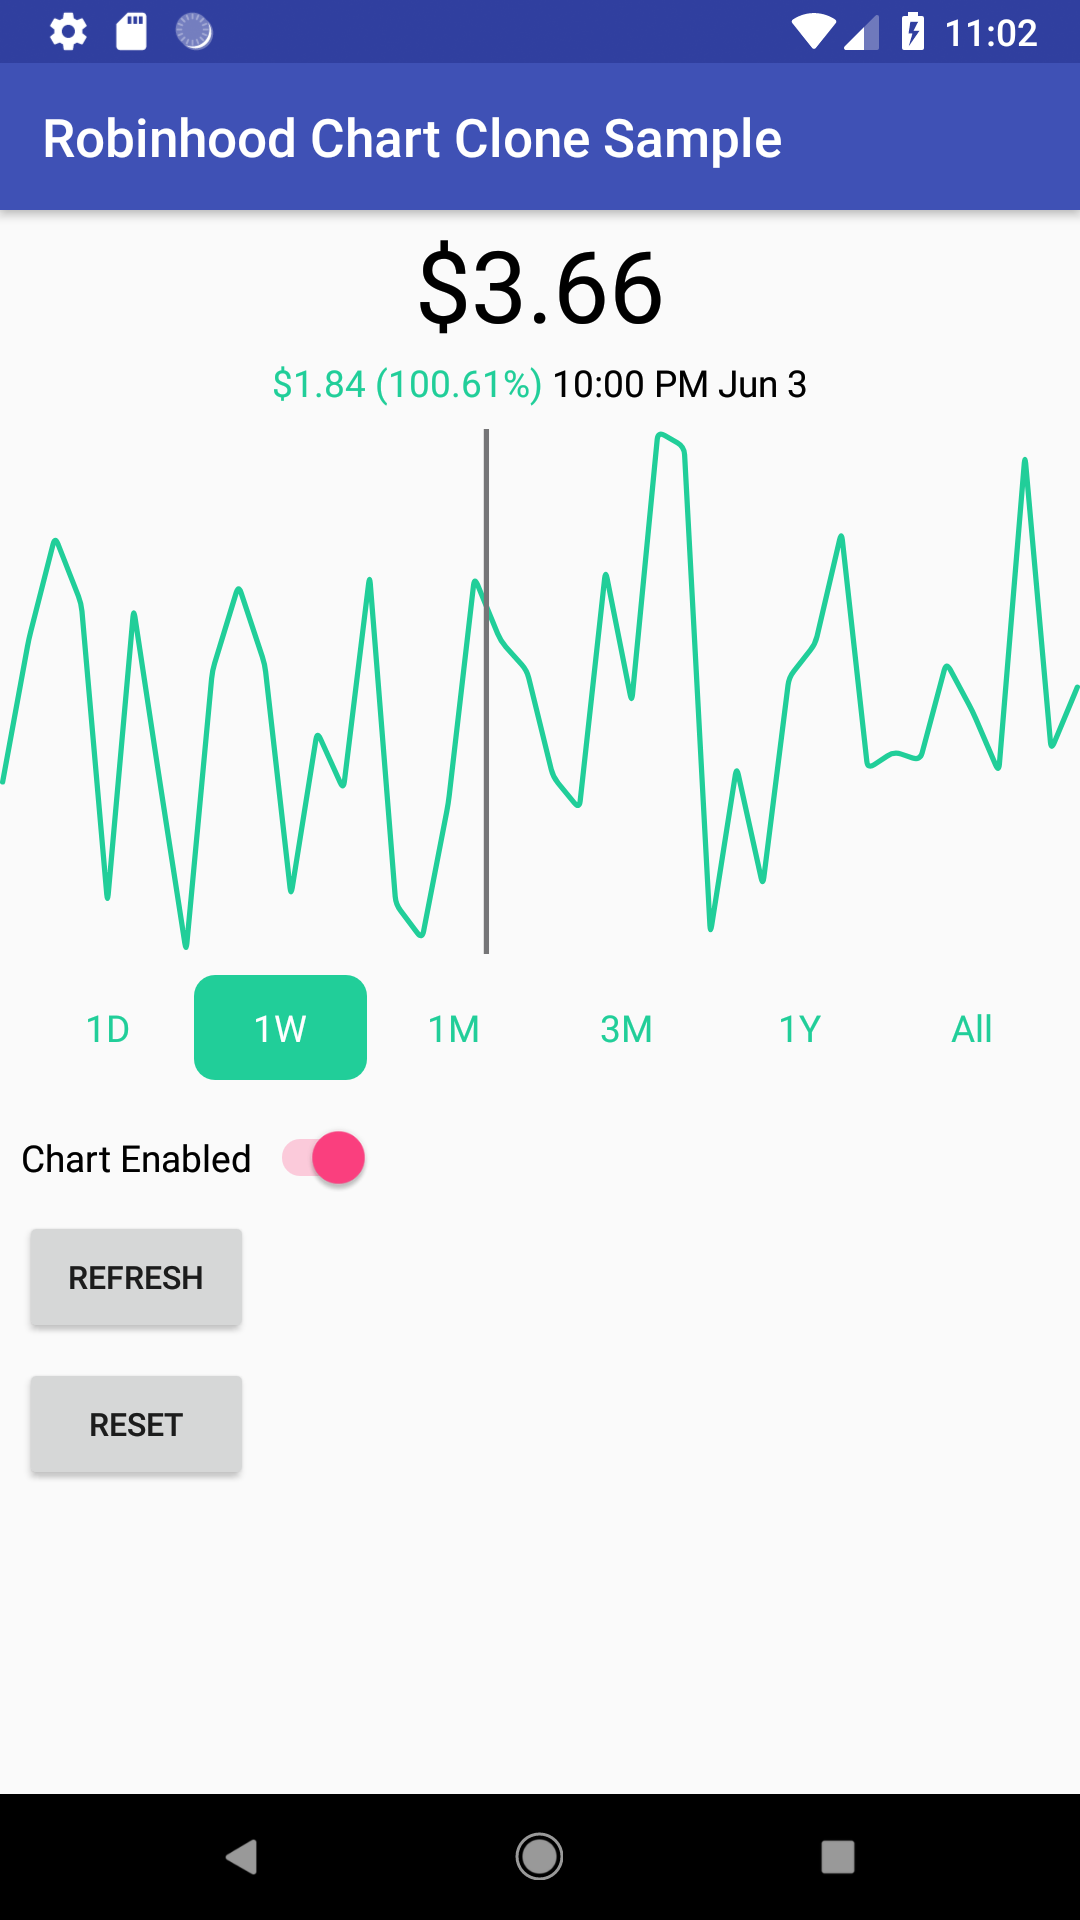 11:02
Robinhood Chart Clone Sample
$3.66
$1.84 (100.61%) 10:00 PM Jun 3
1D 1W 1M 3M 1Y All
Chart Enabled
REFRESH
RESET